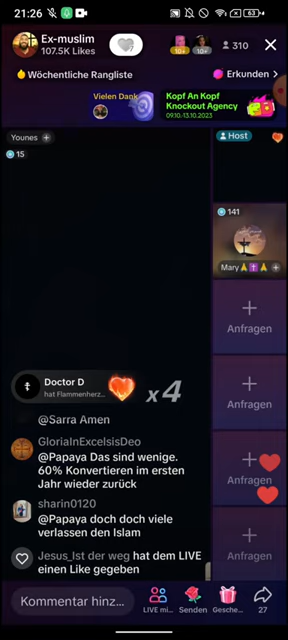 21:26
63
Ex-muslim
107.5K Likes
10+
10+
310
Wöchentliche Rangliste
Erkunden >
Vielen Dank
Kopf An Kopf
Knockout Agency
09.10.-13.10.2023
Younes +
15
Host
141
Mary🙏✝️🙏 +
Anfragen
Anfragen
Anfragen
Anfragen
Doctor D
hat Flammenherz...
x4
@Sarra Amen
GloriaInExcelsisDeo
@Papaya Das sind wenige.
60% Konvertieren im ersten
Jahr wieder zurück
sharin0120
@Papaya doch doch viele
verlassen den Islam
Jesus_Ist der weg hat dem LIVE
einen Like gegeben
Kommentar hinz...
LIVE mi...
Senden
Gesche...
27